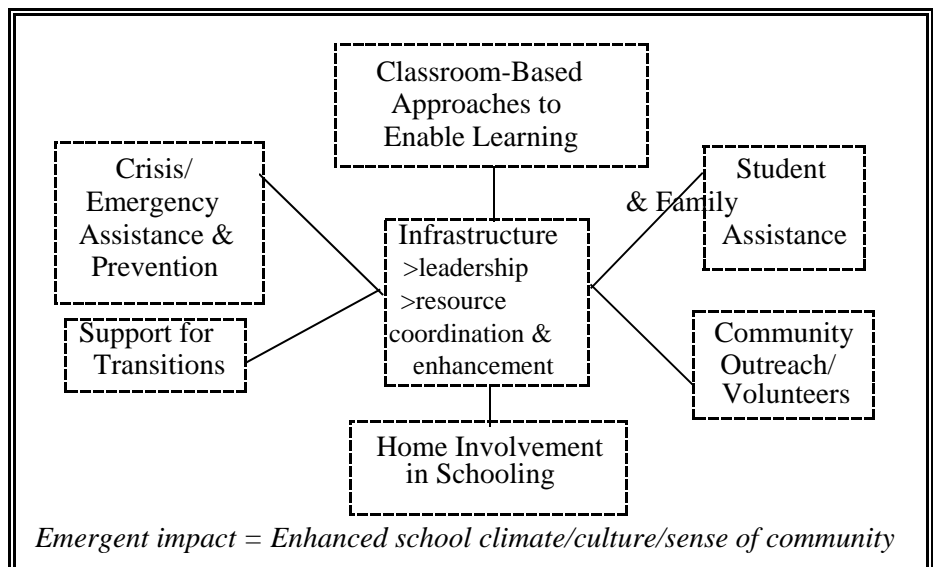 Classroom-Based
Approaches to
Enable Learning
Crisis/
Emergency
Assistance &
Prevention
Student
& Family
Assistance
Infrastructure
>leadership
>resource
coordination &
enhancement
Support for
Transitions
Community
Outreach/
Volunteers
Home Involvement
in Schooling
Emergent impact = Enhanced school climate/culture/sense of community